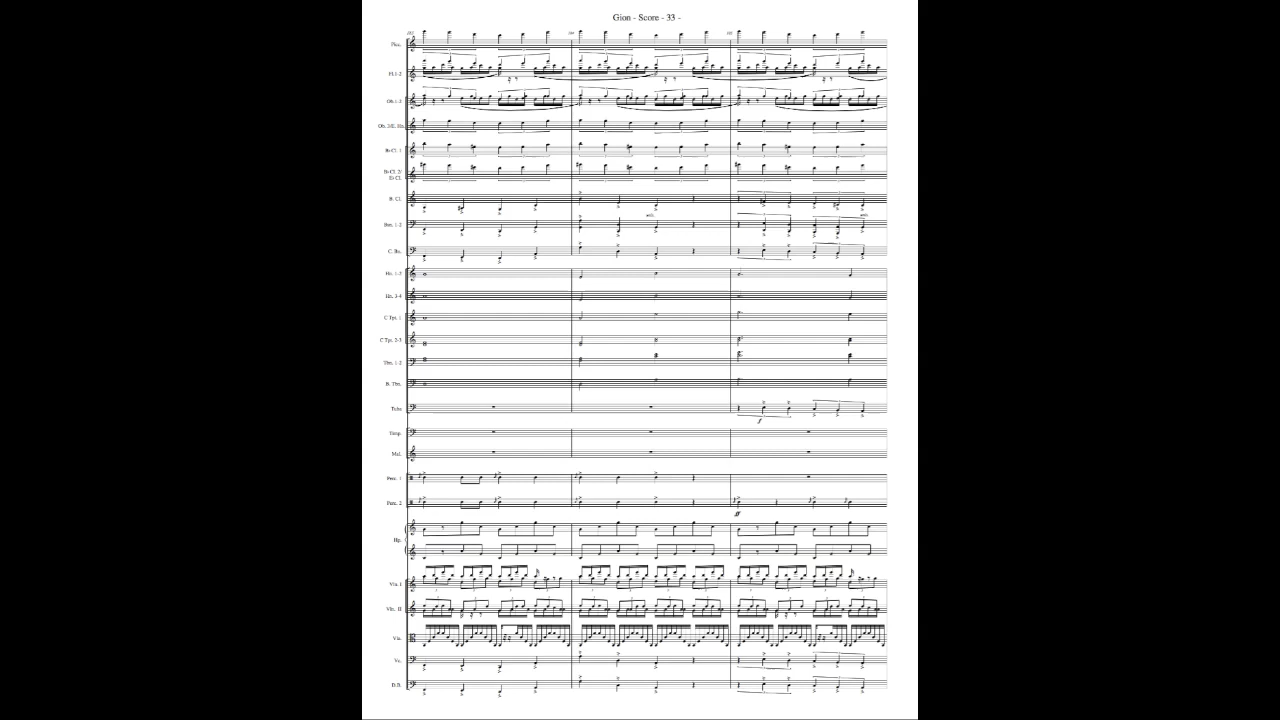 Gion - Score - 33 -
Picc.
Fl.1-2
Ob.1-2
Ob. 3/E. Hn.
B♭ Cl. 1
B♭ Cl. 2/
B. Cl.
Bsn. 1-2
C. Bn.
Hn. 1-2
Hn. 3-4
C Tpt. 1
C Tpt. 2-3
Tbn. 1-2
B. Tbn.
Tuba
f
Timp.
Mal.
Perc. 1
Perc. 2
ff
Hp.
Vln. I
Vln. II
Vla.
Vc.
D.B.